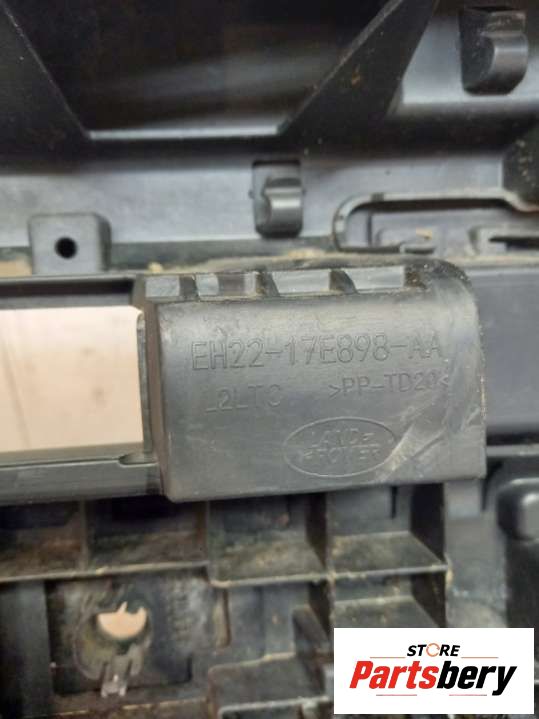 EH22-17E898-AA
L2LTC >PP-TD20<
LAND-
ROVER
STORE
Partsbery